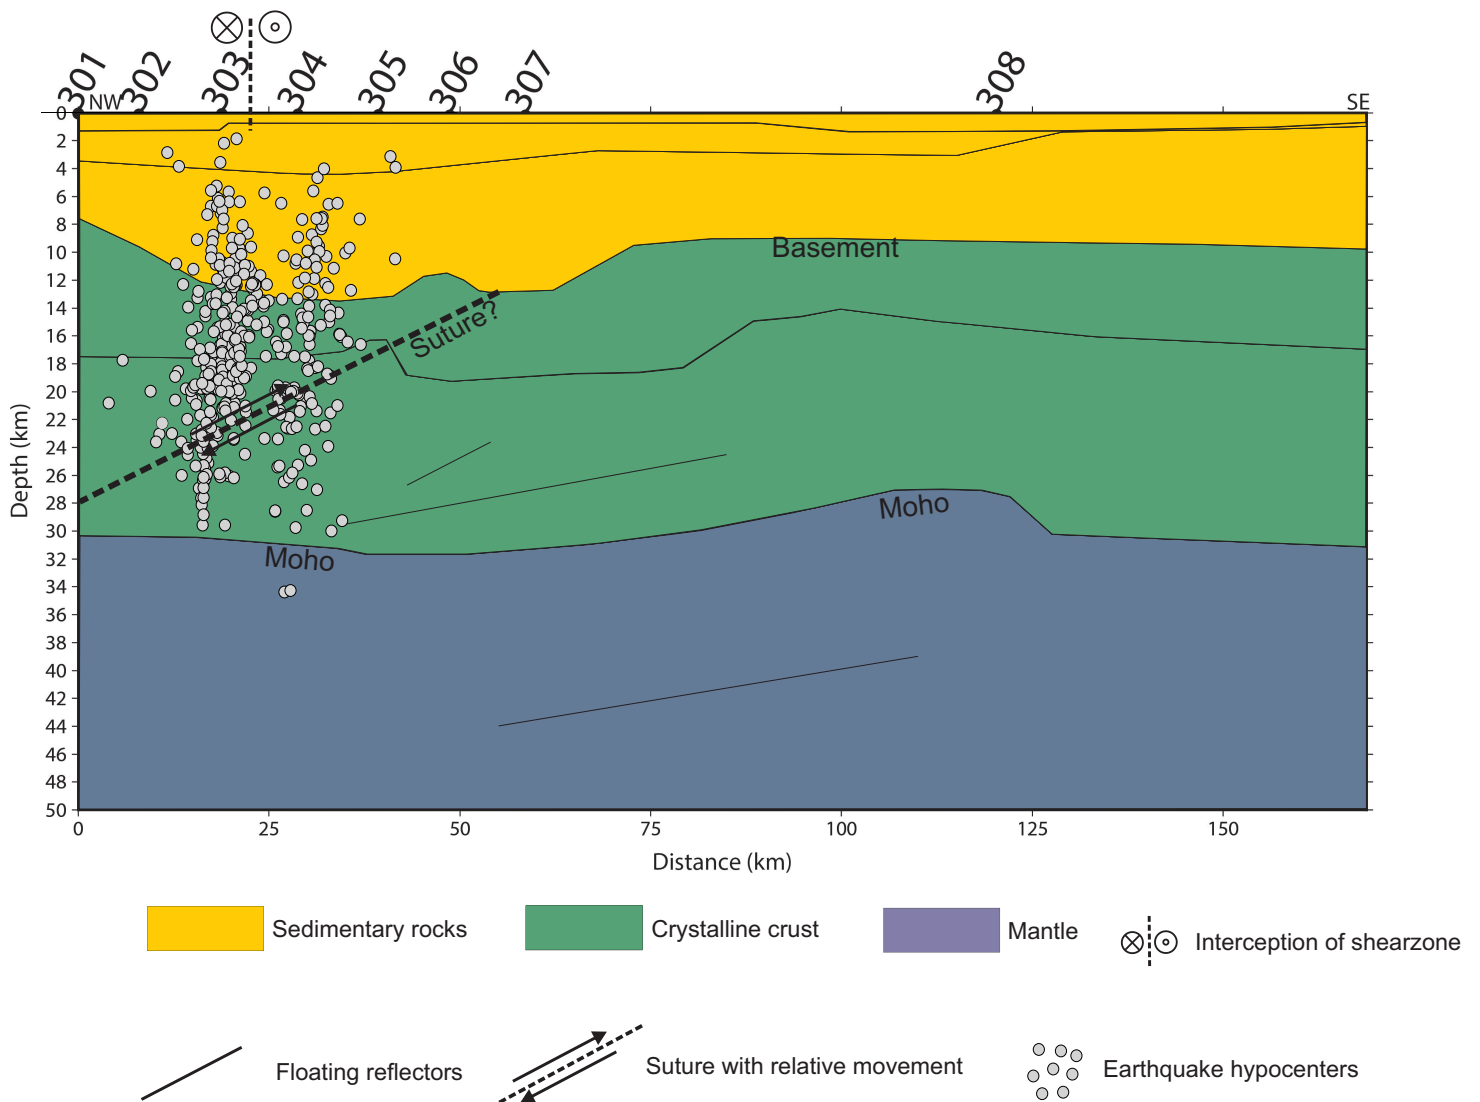 301 302 303 304 305 306 307 308
NW SE
0
2
4
6
8
10
12
14
16
18
20
22
24
26
28
30
32
34
36
38
40
42
44
46
48
50
Depth (km)
Basement
Suture?
Moho
Moho
0 25 50 75 100 125 150
Distance (km)
Sedimentary rocks Crystalline crust Mantle Interception of shearzone
Floating reflectors Suture with relative movement Earthquake hypocenters